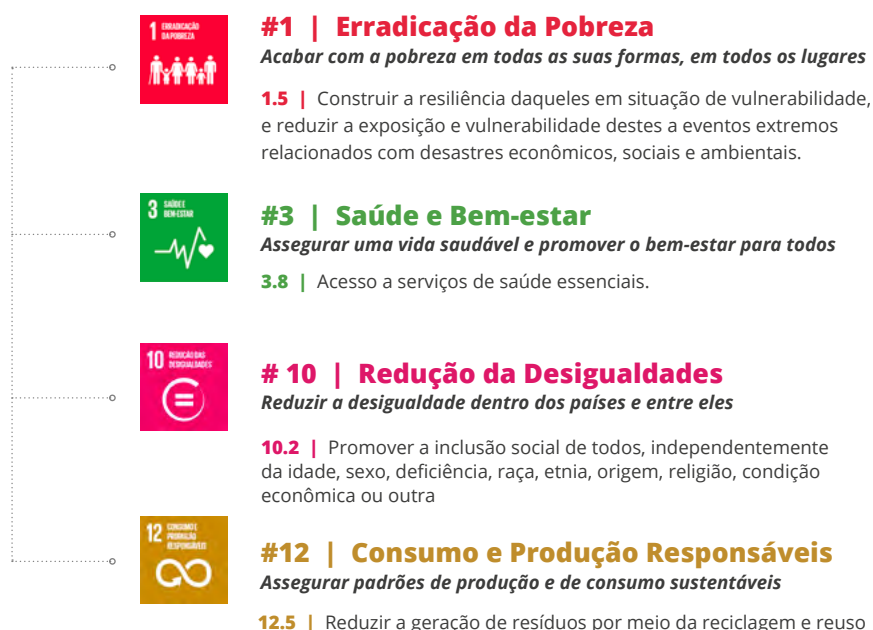 1 ERRADICAÇÃO
DA POBREZA
#1 | Erradicação da Pobreza
Acabar com a pobreza em todas as suas formas, em todos os lugares
1.5 | Construir a resiliência daqueles em situação de vulnerabilidade,
e reduzir a exposição e vulnerabilidade destes a eventos extremos
relacionados com desastres econômicos, sociais e ambientais.
3 SAÚDE E
BEM-ESTAR
#3 | Saúde e Bem-estar
Assegurar uma vida saudável e promover o bem-estar para todos
3.8 | Acesso a serviços de saúde essenciais.
10 REDUÇÃO DAS
DESIGUALDADES
# 10 | Redução da Desigualdades
Reduzir a desigualdade dentro dos países e entre eles
10.2 | Promover a inclusão social de todos, independentemente
da idade, sexo, deficiência, raça, etnia, origem, religião, condição
econômica ou outra
12 CONSUMO E
PRODUÇÃO
RESPONSÁVEIS
#12 | Consumo e Produção Responsáveis
Assegurar padrões de produção e de consumo sustentáveis
12.5 | Reduzir a geração de resíduos por meio da reciclagem e reuso